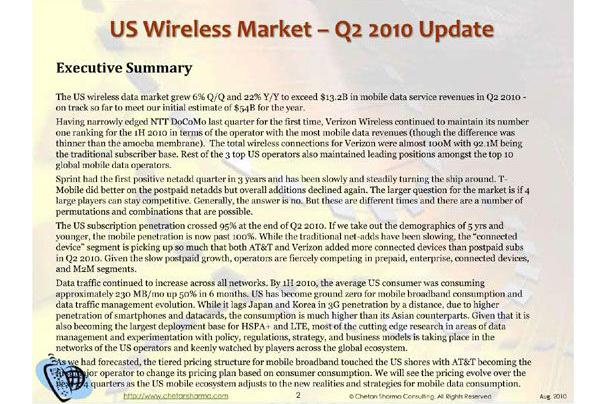 US Wireless Market – Q2 2010 Update
Executive Summary
The US wireless data market grew 6% Q/Q and 22% Y/Y to exceed $13.2B in mobile data service revenues in Q2 2010 -
on track so far to meet our initial estimate of $54B for the year.
Having narrowly edged NTT DoCoMo last quarter for the first time, Verizon Wireless continued to maintain its number
one ranking for the 1H 2010 in terms of the operator with the most mobile data revenues (though the difference was
thinner than the amoeba membrane). The total wireless connections for Verizon were almost 100M with 92.1M being
the traditional subscriber base. Rest of the 3 top US operators also maintained leading positions amongst the top 10
global mobile data operators.
Sprint had the first positive netadd quarter in 3 years and has been slowly and steadily turning the ship around. T-
Mobile did better on the postpaid netadds but overall additions declined again. The larger question for the market is if 4
large players can stay competitive. Generally, the answer is no. But these are different times and there are a number of
permutations and combinations that are possible.
The US subscription penetration crossed 95% at the end of Q2 2010. If we take out the demographics of 5 yrs and
younger, the mobile penetration is now past 100%. While the traditional net-adds have been slowing, the “connected
device” segment is picking up so much that both AT&T and Verizon added more connected devices than postpaid subs
in Q2 2010. Given the slow postpaid growth, operators are fiercely competing in prepaid, enterprise, connected devices,
and M2M segments.
Data traffic continued to increase across all networks. By 1H 2010, the average US consumer was consuming
approximately 230 MB/mo up 50% in 6 months. US has become ground zero for mobile broadband consumption and
data traffic management evolution. While it lags Japan and Korea in 3G penetration by a distance, due to higher
penetration of smartphones and datacards, the consumption is much higher than its Asian counterparts. Given that it is
also becoming the largest deployment base for HSPA+ and LTE, most of the cutting edge research in areas of data
management and experimentation with policy, regulations, strategy, and business models is taking place in the
networks of the US operators and keenly watched by players across the global ecosystem.
As we had forecasted, the tiered pricing structure for mobile broadband touched the US shores with AT&T becoming the
operator to change its pricing plan based on consumer consumption. We will see the pricing evolve over the
4 quarters as the US mobile ecosystem adjusts to the new realities and strategies for mobile data consumption.
http://www.chetansharma.com 2 © Chetan Sharma Consulting, All Rights Reserved Aug, 2010